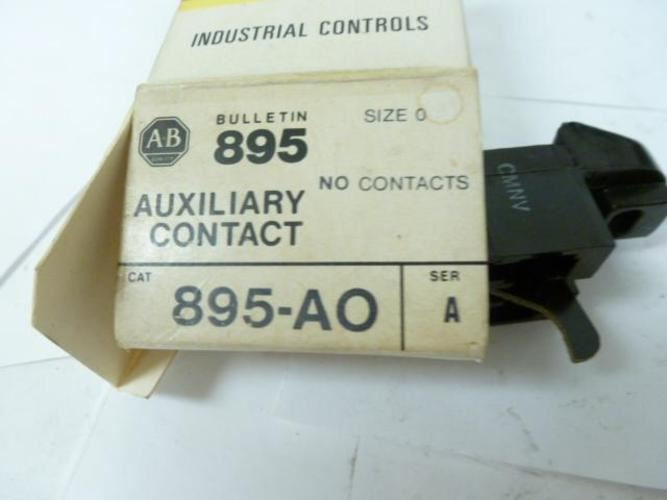 INDUSTRIAL CONTROLS
AB
BULLETIN
895
SIZE 0
NO CONTACTS
AUXILIARY
CONTACT
CAT
895-AO
SER
A
CMNV